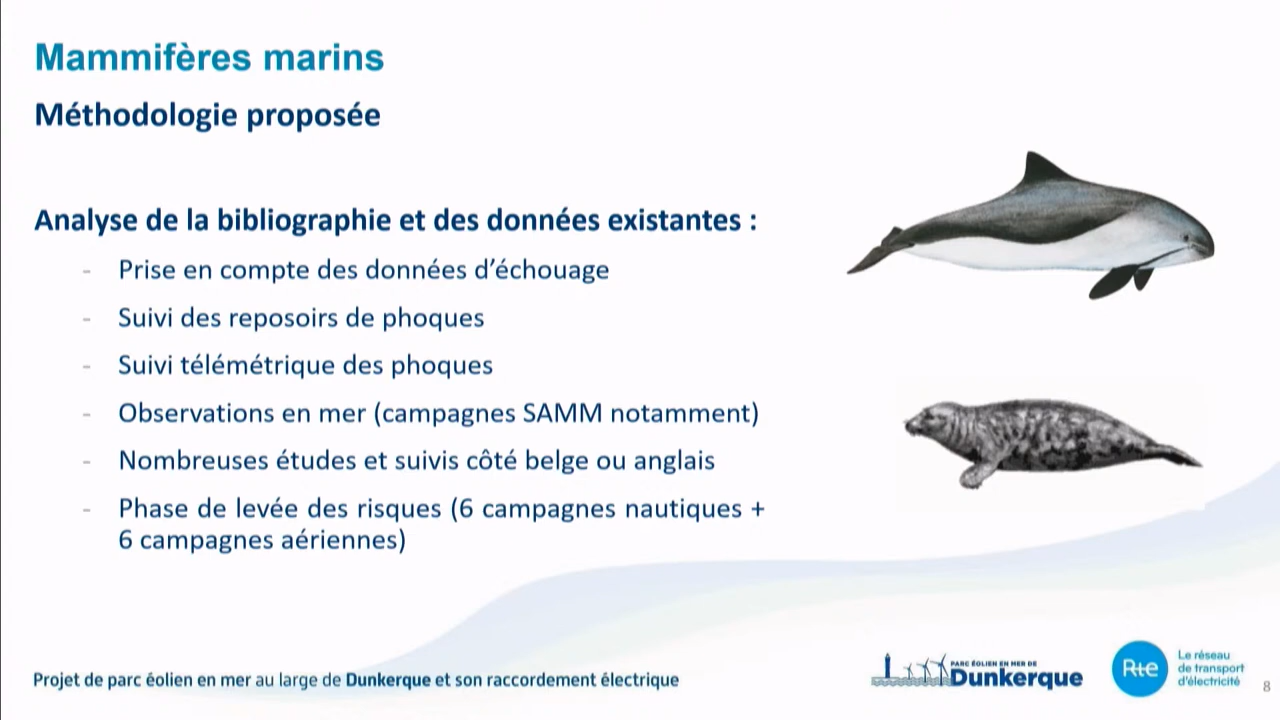 Mammifères marins
Méthodologie proposée
Analyse de la bibliographie et des données existantes :
- Prise en compte des données d'échouage
- Suivi des reposoirs de phoques
- Suivi télémétrique des phoques
- Observations en mer (campagnes SAMM notamment)
- Nombreuses études et suivis côté belge ou anglais
- Phase de levée des risques (6 campagnes nautiques +
6 campagnes aériennes)
Projet de parc éolien en mer au large de Dunkerque et son raccordement électrique
PARC ÉOLIEN EN MER DE
Dunkerque
Rte
Le réseau
de transport
d'électricité
8